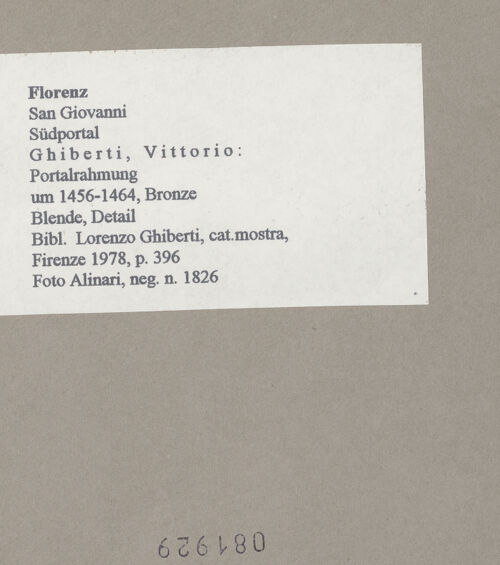 Florenz
San Giovanni
Südportal
Ghiberti, Vittorio:
Portalrahmung
um 1456-1464, Bronze
Blende, Detail
Bibl. Lorenzo Ghiberti, cat.mostra,
Firenze 1978, p. 396
Foto Alinari, neg. n. 1826
081929